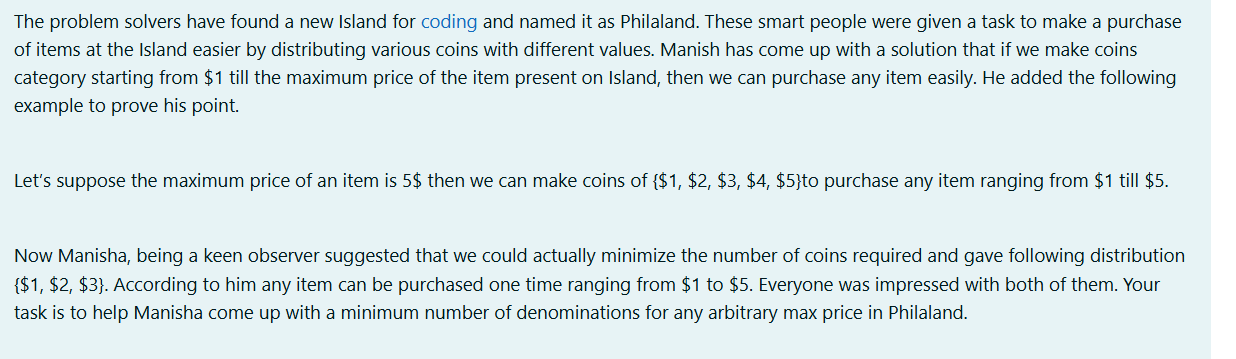 The problem solvers have found a new Island for coding and named it as Philaland. These smart people were given a task to make a purchase
of items at the Island easier by distributing various coins with different values. Manish has come up with a solution that if we make coins
category starting from $1 till the maximum price of the item present on Island, then we can purchase any item easily. He added the following
example to prove his point.
Let's suppose the maximum price of an item is 5$ then we can make coins of {$1, $2, $3, $4, $5}to purchase any item ranging from $1 till $5.
Now Manisha, being a keen observer suggested that we could actually minimize the number of coins required and gave following distribution
{$1, $2, $3}. According to him any item can be purchased one time ranging from $1 to $5. Everyone was impressed with both of them. Your
task is to help Manisha come up with a minimum number of denominations for any arbitrary max price in Philaland.